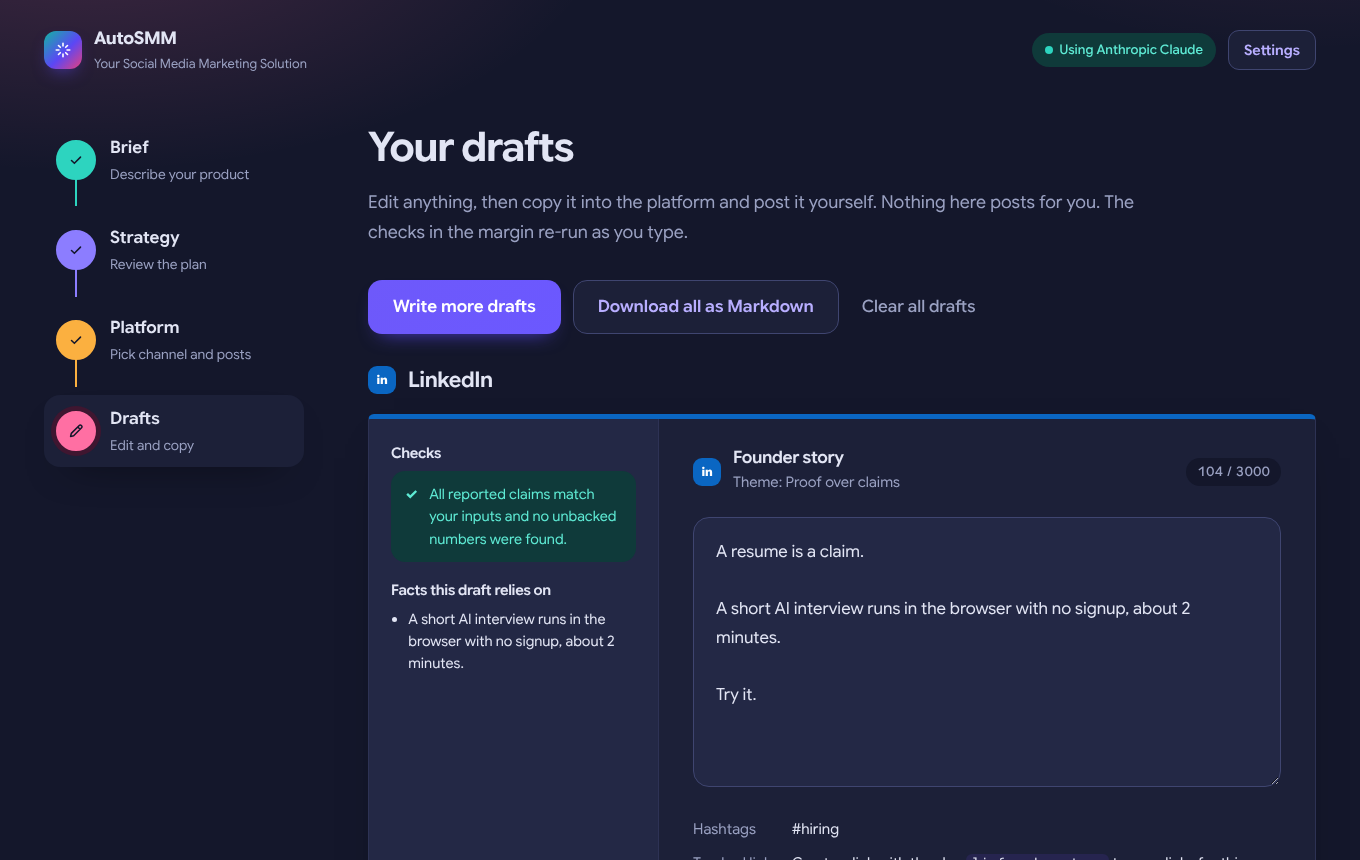 AutoSMM
Your Social Media Marketing Solution
Using Anthropic Claude
Settings
Brief
Describe your product
Strategy
Review the plan
Platform
Pick channel and posts
Drafts
Edit and copy
Your drafts
Edit anything, then copy it into the platform and post it yourself. Nothing here posts for you. The
checks in the margin re-run as you type.
Write more drafts
Download all as Markdown
Clear all drafts
in LinkedIn
Checks
All reported claims match
your inputs and no unbacked
numbers were found.
Facts this draft relies on
• A short AI interview runs in the
browser with no signup, about 2
minutes.
in
Founder story
Theme: Proof over claims
104 / 3000
A resume is a claim.
A short AI interview runs in the browser with no signup, about 2
minutes.
Try it.
Hashtags
#hiring